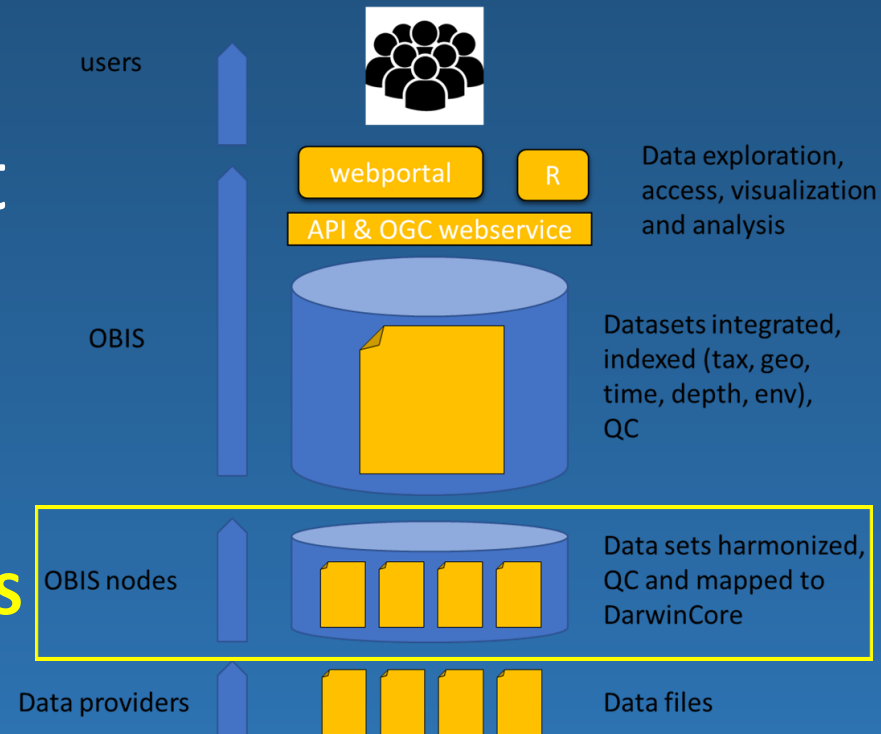 users
webportal
R
Data exploration,
access, visualization
and analysis
t
API & OGC webservice
OBIS
Datasets integrated,
indexed (tax, geo,
time, depth, env),
QC
s
OBIS nodes
Data sets harmonized,
QC and mapped to
DarwinCore
Data providers
Data files